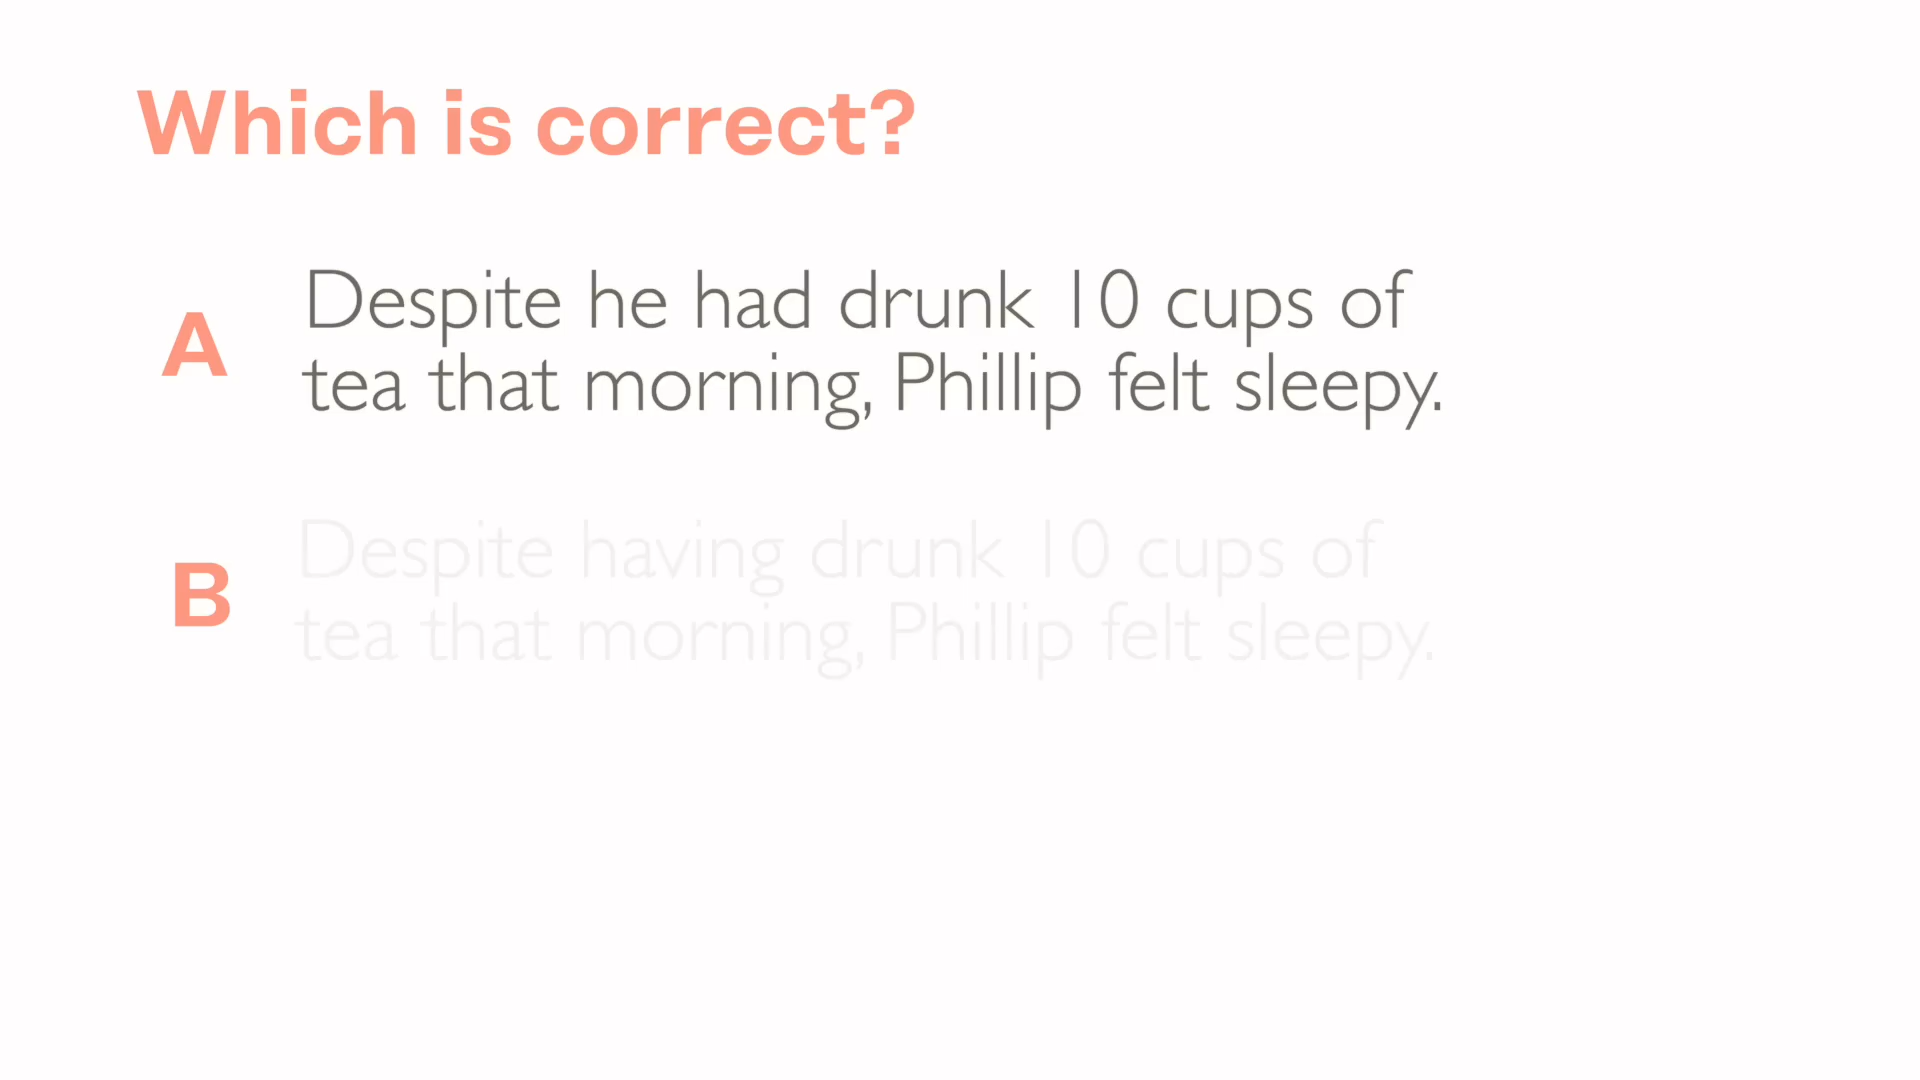 Which is correct?
A
Despite he had drunk 10 cups of
tea that morning, Phillip felt sleepy.
B
Despite having drunk 10 cups of
tea that morning, Phillip felt sleepy.